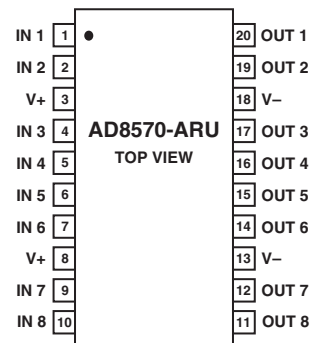 IN 1 1 20 OUT 1
IN 2 2 19 OUT 2
V+ 3 18 V–
IN 3 4 AD8570-ARU 17 OUT 3
IN 4 5 TOP VIEW 16 OUT 4
IN 5 6 15 OUT 5
IN 6 7 14 OUT 6
V+ 8 13 V–
IN 7 9 12 OUT 7
IN 8 10 11 OUT 8